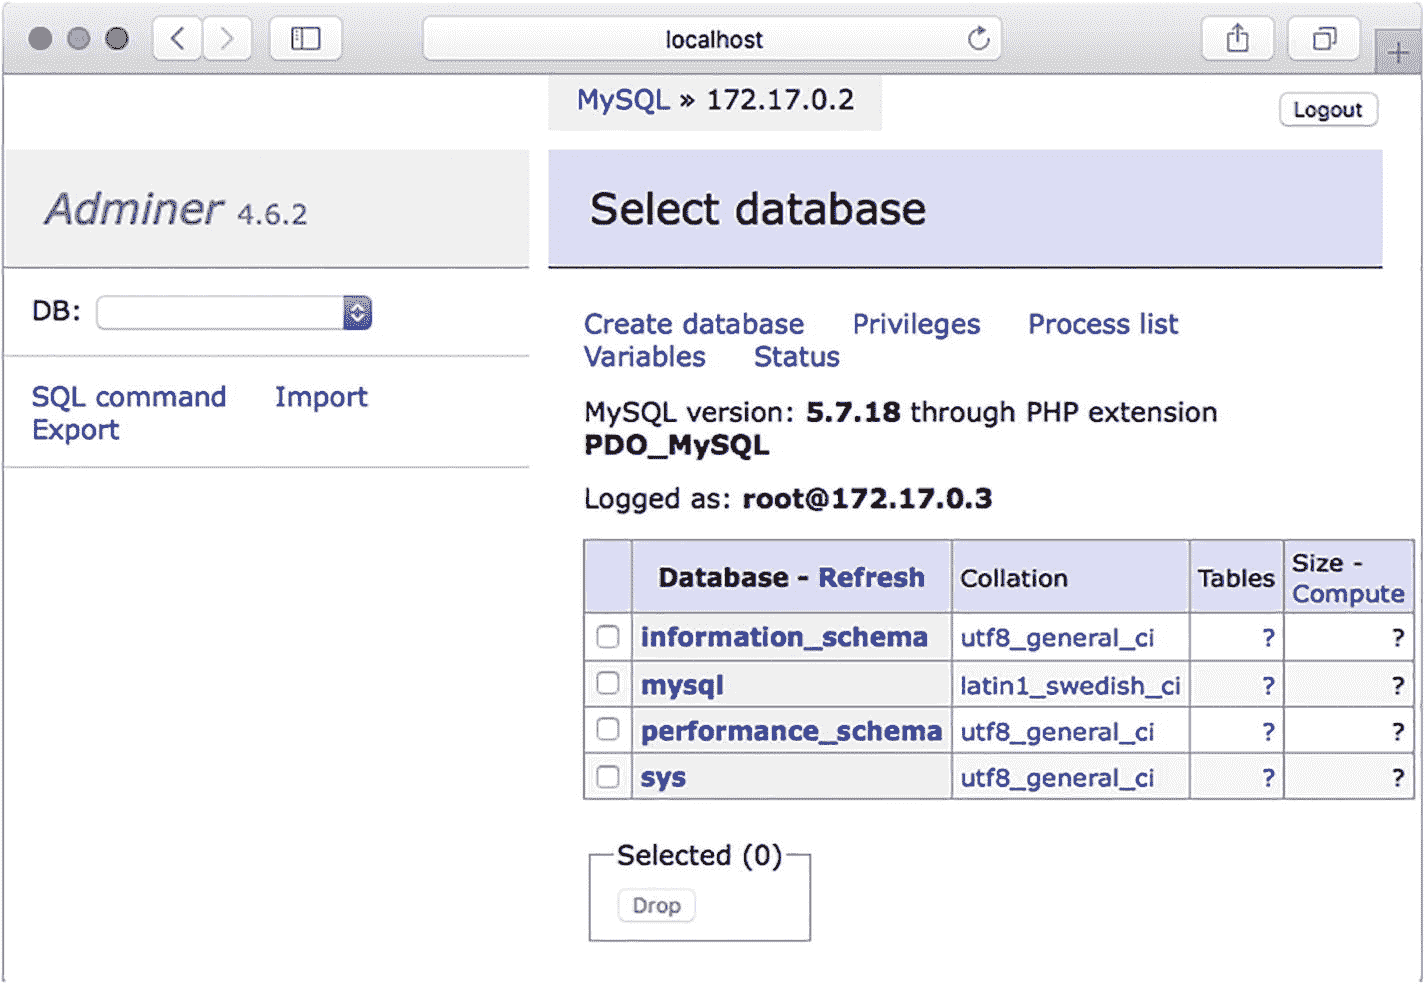 localhost
MySQL » 172.17.0.2
Logout
Adminer 4.6.2
Select database
DB:
SQL command Import
Export
Create database Privileges Process list
Variables Status
MySQL version: 5.7.18 through PHP extension
PDO_MySQL
Logged as: root@172.17.0.3
Database - Refresh Collation Tables Size - Compute
information_schema utf8_general_ci ? ?
mysql latin1_swedish_ci ? ?
performance_schema utf8_general_ci ? ?
sys utf8_general_ci ? ?
Selected (0)
Drop